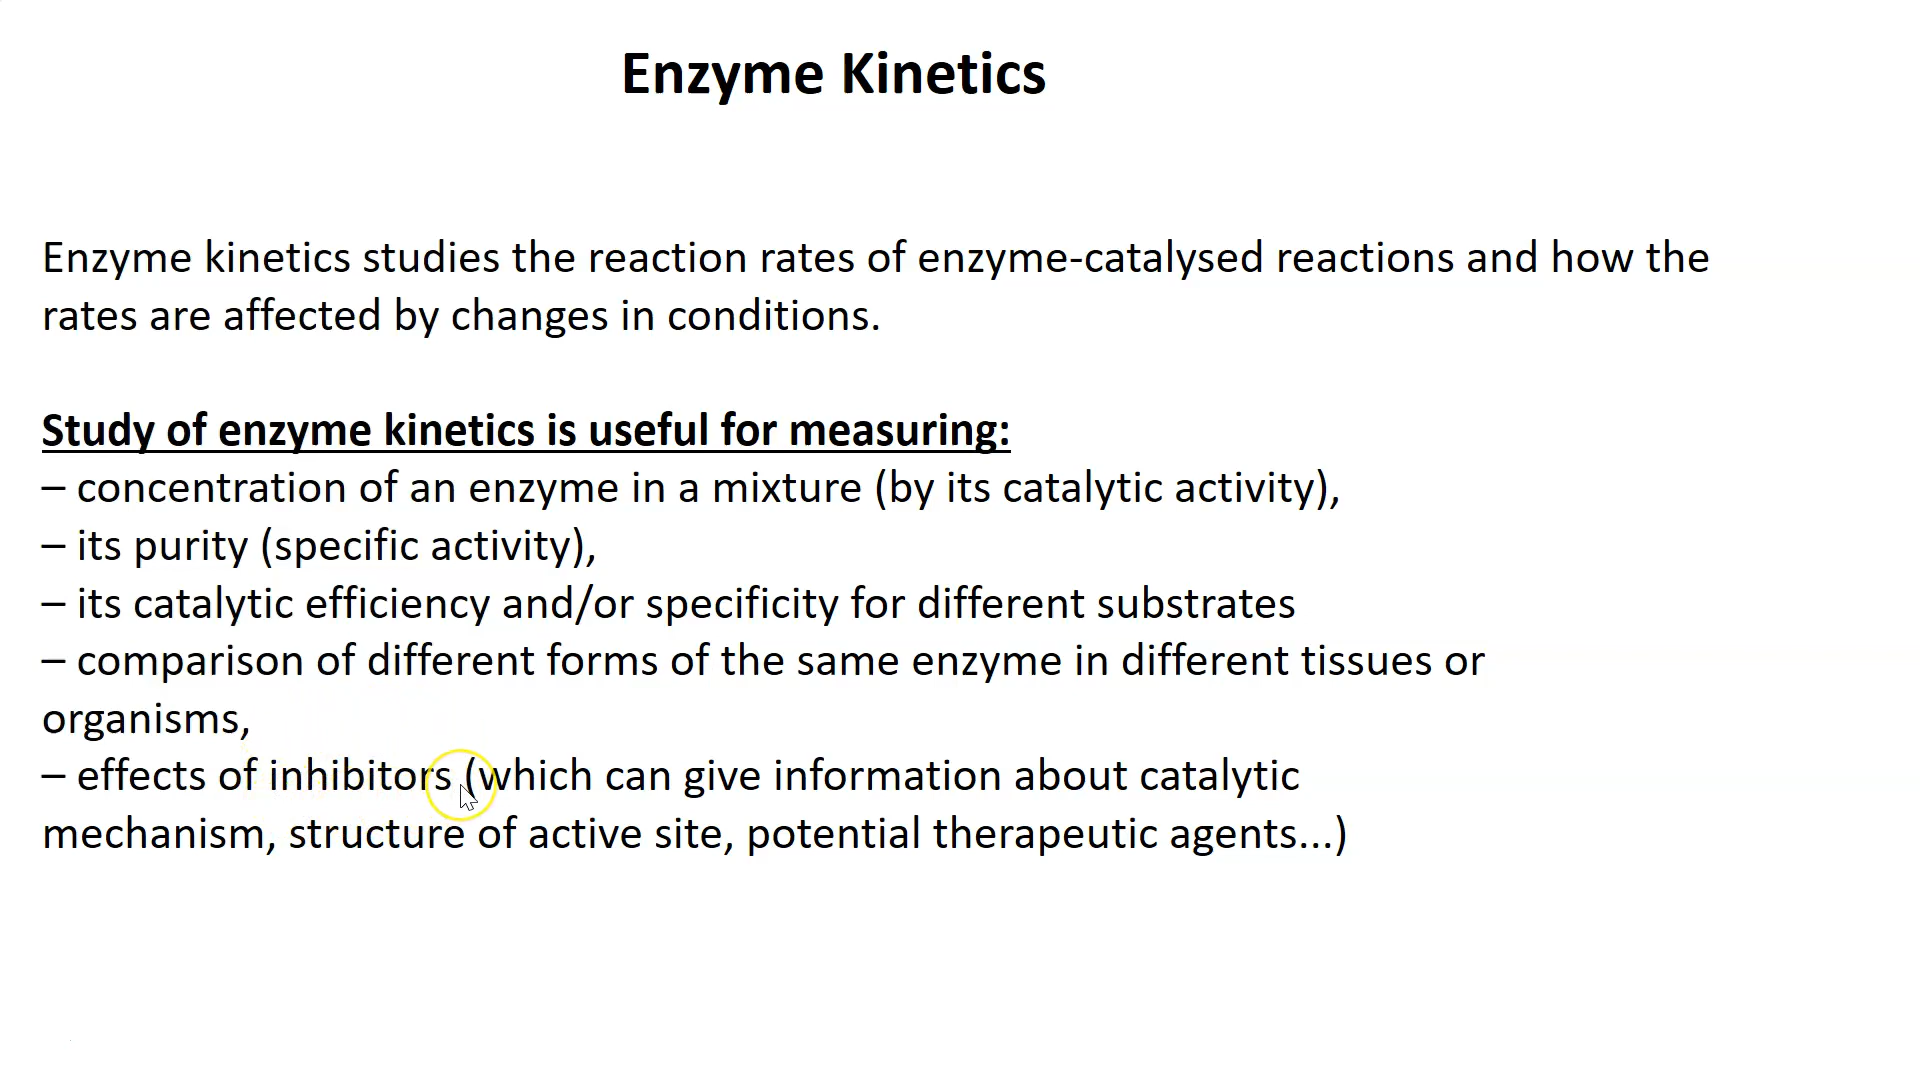 Enzyme Kinetics
Enzyme kinetics studies the reaction rates of enzyme-catalysed reactions and how the
rates are affected by changes in conditions.
Study of enzyme kinetics is useful for measuring:
– concentration of an enzyme in a mixture (by its catalytic activity),
– its purity (specific activity),
– its catalytic efficiency and/or specificity for different substrates
– comparison of different forms of the same enzyme in different tissues or
organisms,
– effects of inhibitors (which can give information about catalytic
mechanism, structure of active site, potential therapeutic agents...)